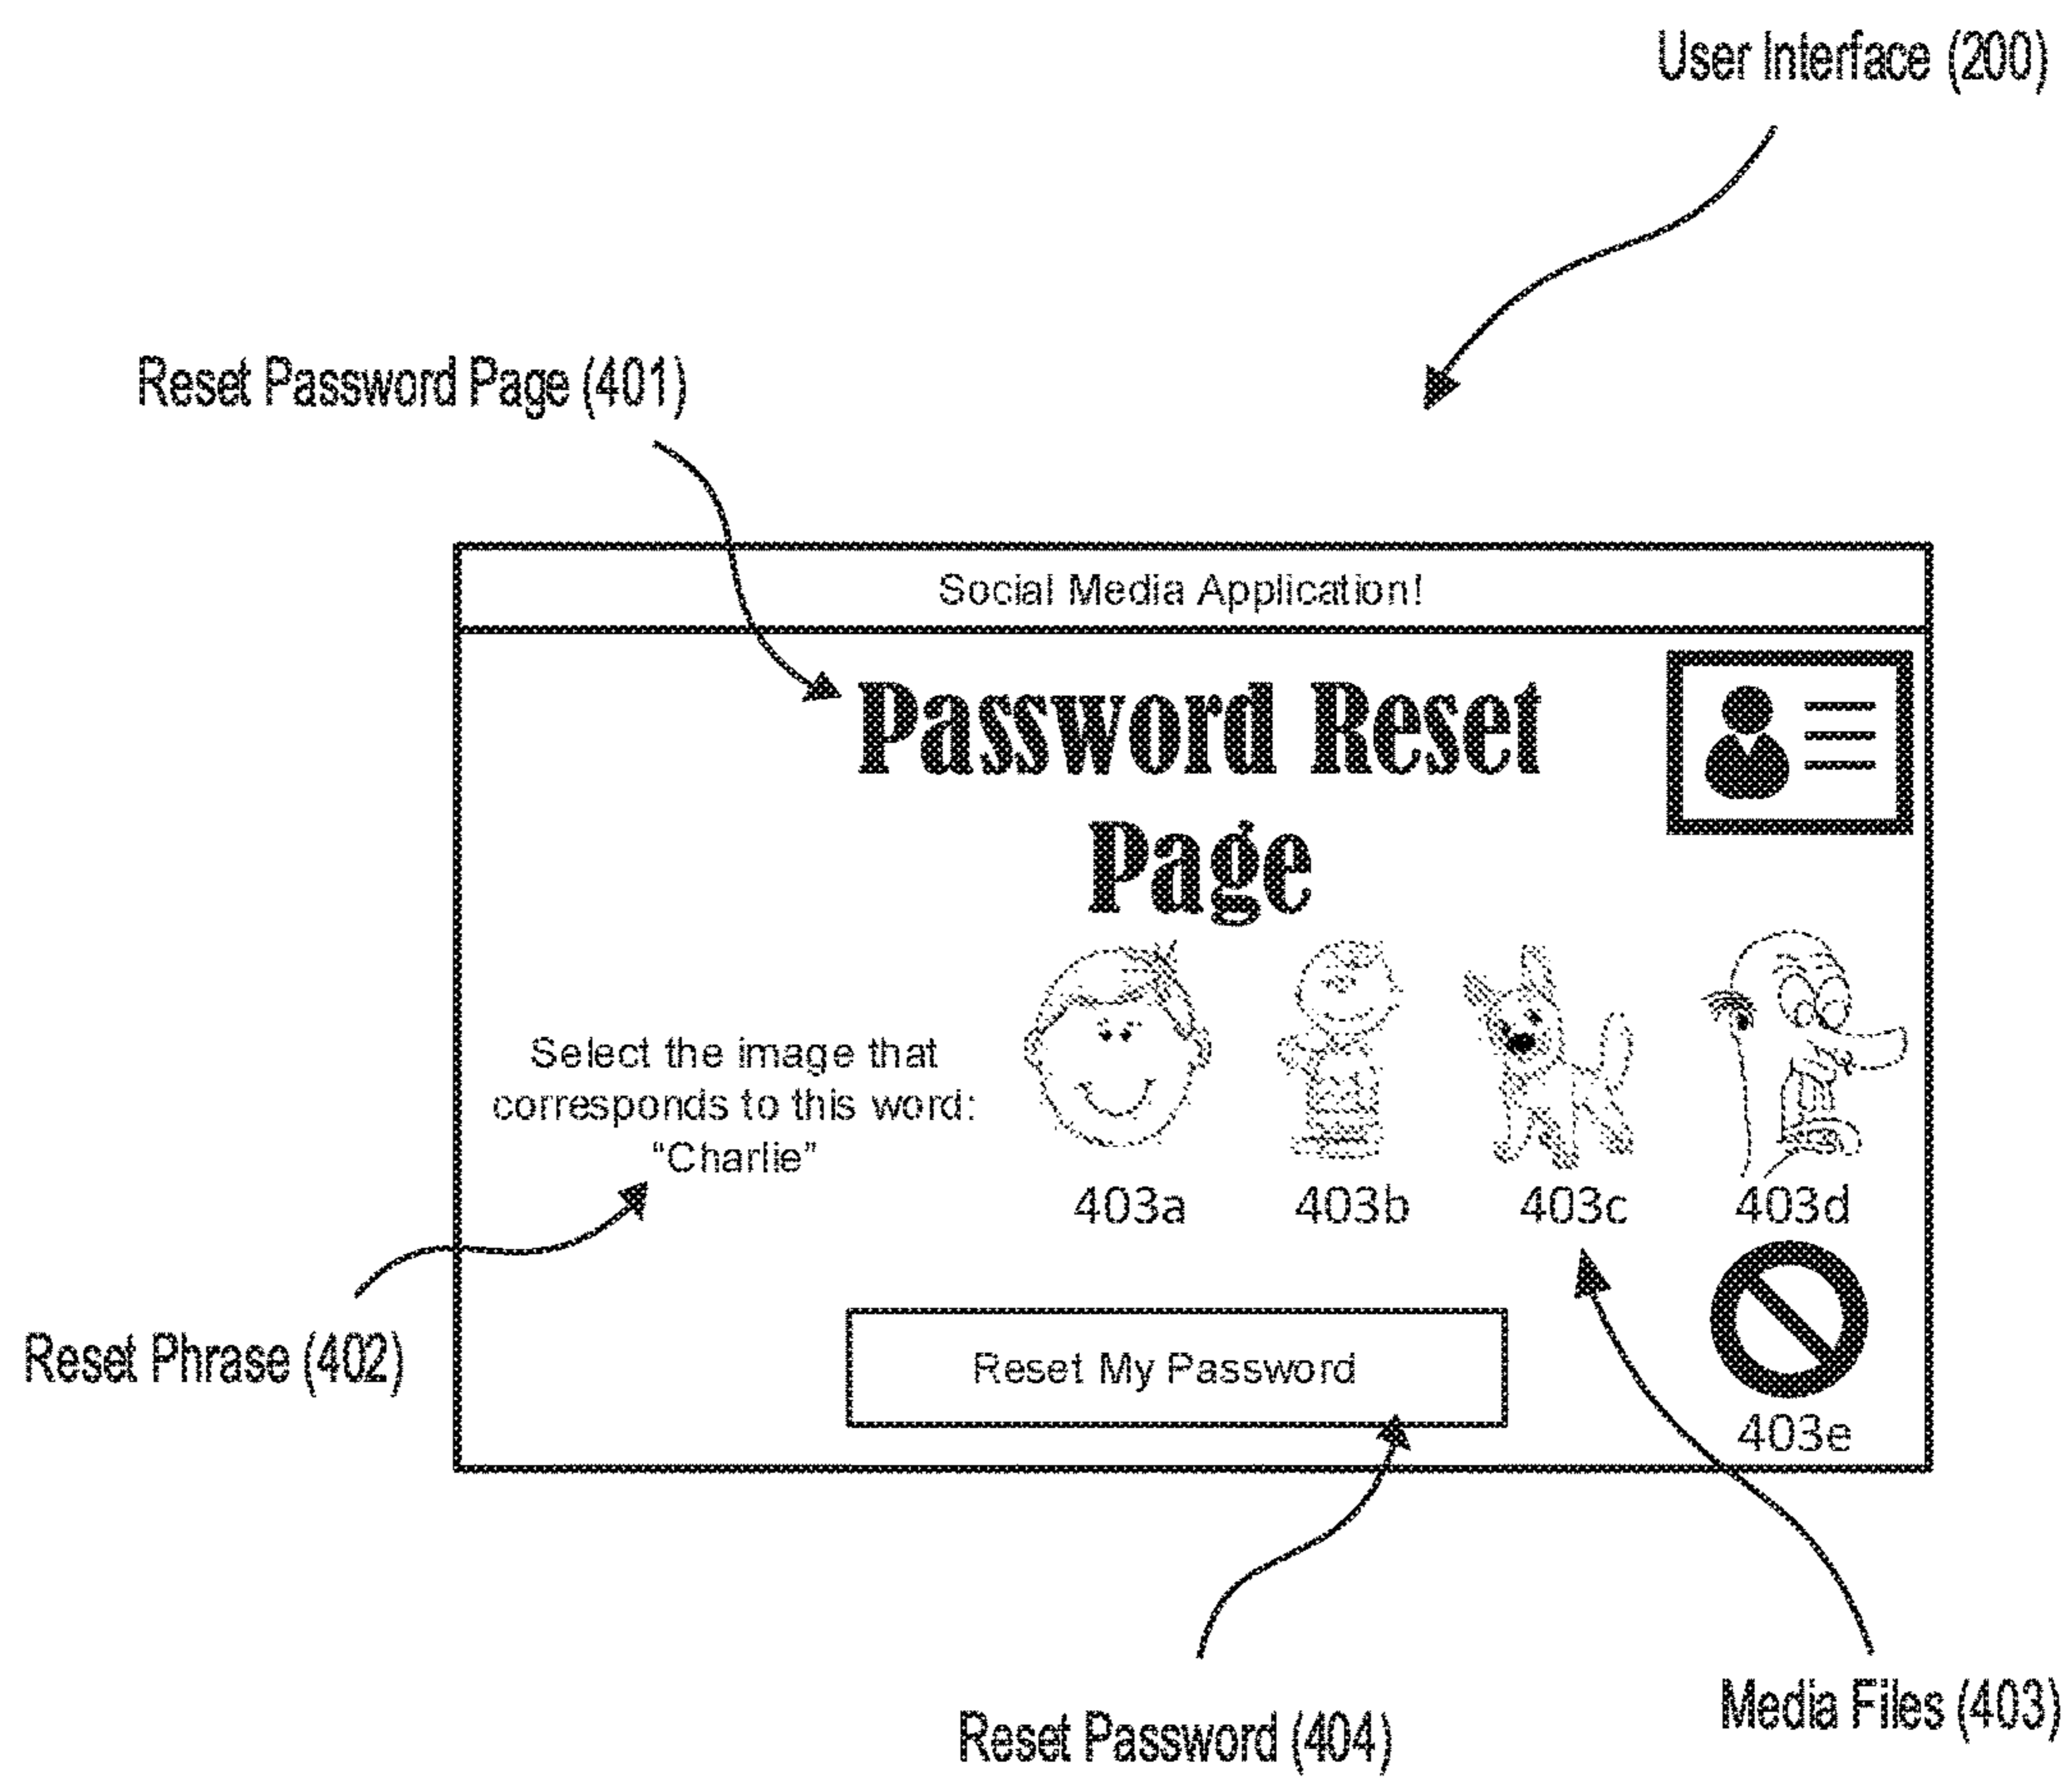 User Interface (200)
Reset Password Page (401)
Social Media Application!
Password Reset
Page
Select the image that
corresponds to this word:
“Charlie”
403a 403b 403c 403d
Reset Phrase (402)
Reset My Password
403e
Media Files (403)
Reset Password (404)